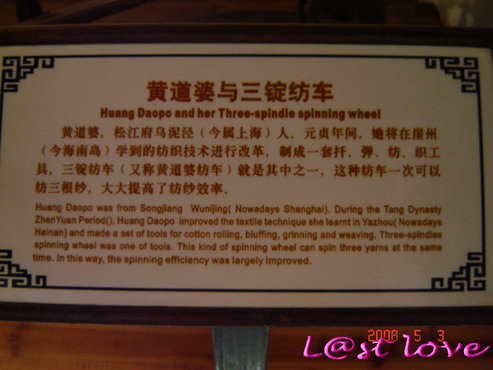 黄道婆与三锭纺车
Huang Daopo and her Three-spindle spinning wheel
黄道婆，松江府乌泥泾（今属上海）人，元贞年间，她将在崖州
（今海南岛）学到的纺织技术进行改革，制成一套扦、弹、纺、织工
具，三锭纺车（又称黄道婆纺车）就是其中之一，这种纺车一次可以
纺三根纱，大大提高了纺纱效率。
Huang Daopo was from Songjiang Wunijing( Nowadays Shanghai). During the Tang Dynasty
ZhenYuan Period(), Huang Daopo improved the textile technique she learnt in Yazhou( Nowadays
Hainan) and made a set of tools for cotton rolling, bluffing, grinning and weaving. Three-spindles
spinning wheel was one of tools. This kind of spinning wheel can spin three yarns at the same
time. In this way, the spinning efficiency was largely improved.
2008 5 3
L@st love